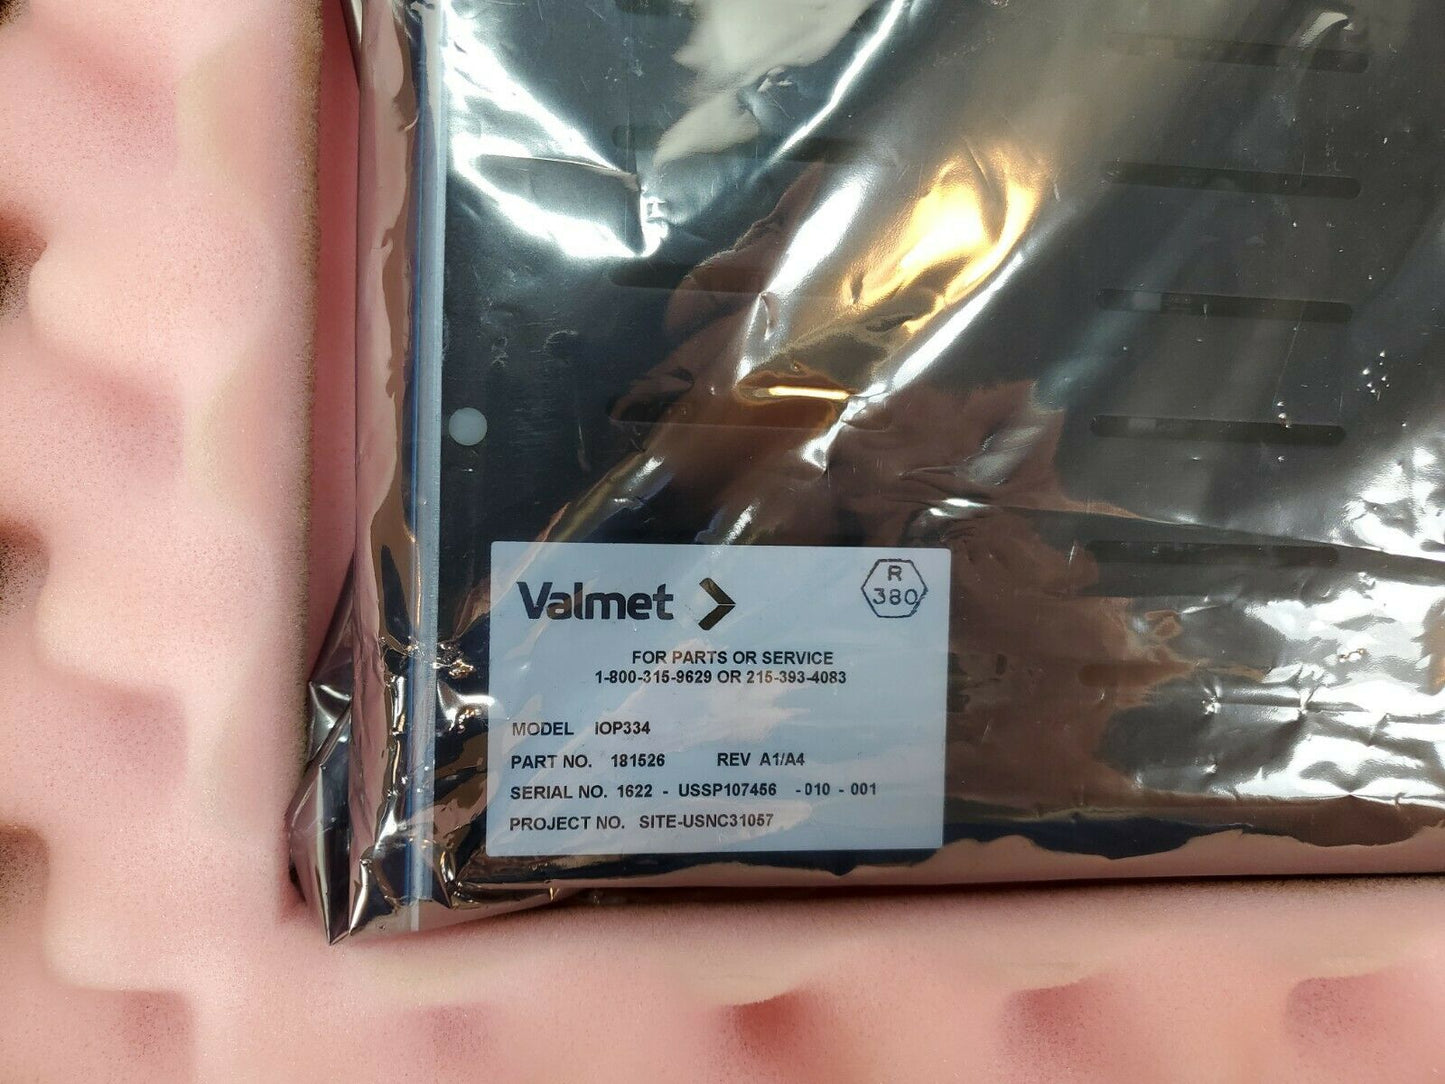 Valmet
R
380
FOR PARTS OR SERVICE
1-800-315-9629 OR 215-393-4083
MODEL IOP334
PART NO. 181526 REV A1/A4
SERIAL NO. 1622 - USSP107456 -010 - 001
PROJECT NO. SITE-USNC31057